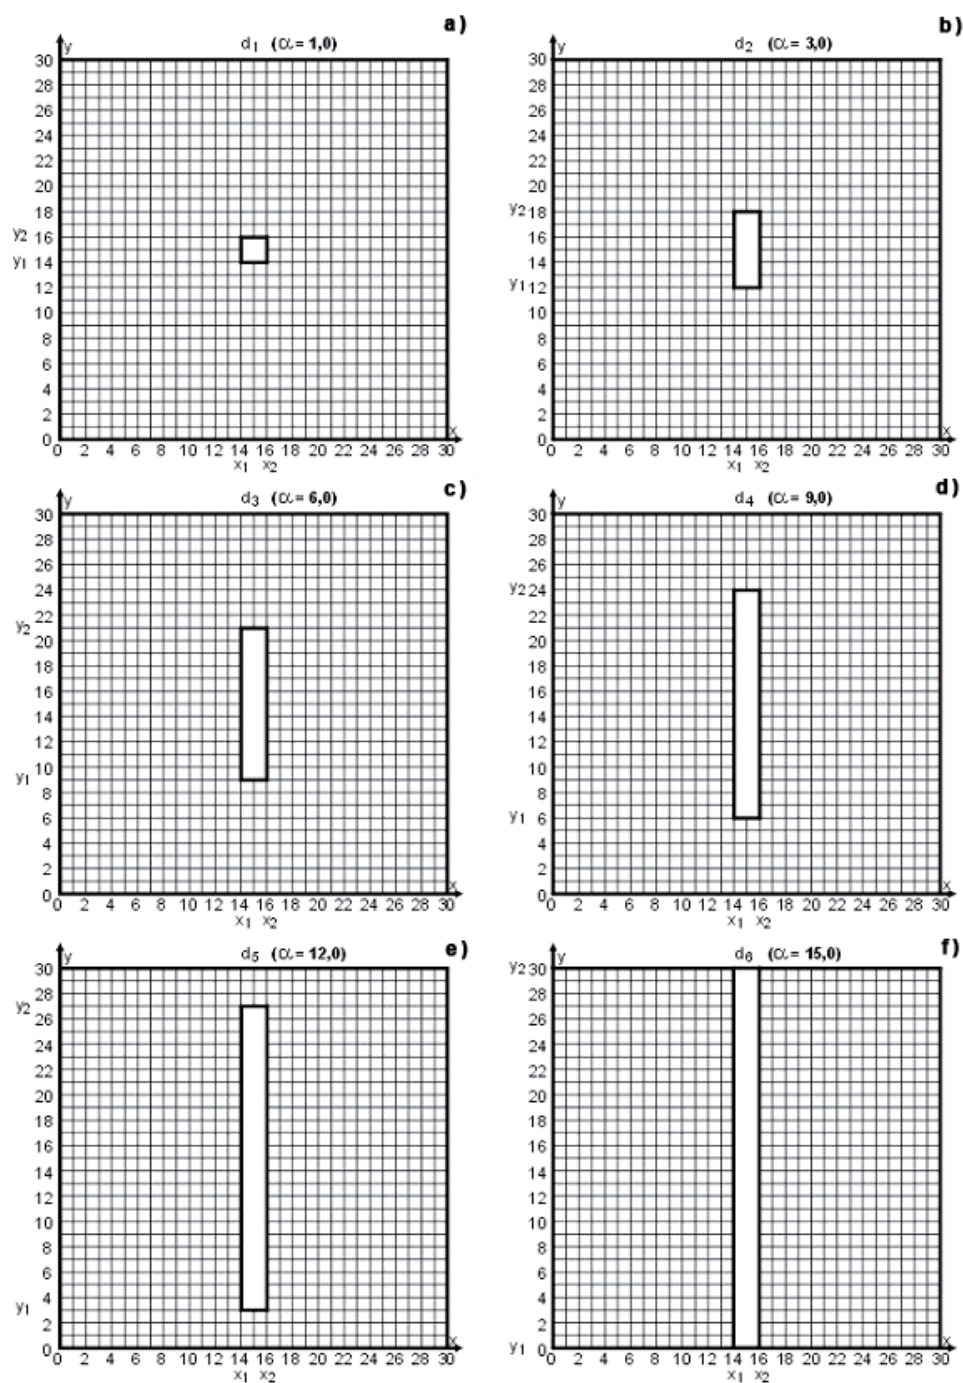 a)
d₁ (α = 1,0)
y
30
28
26
24
22
20
18
y₂ 16
y₁ 14
12
10
8
6
4
2
0
x
0 2 4 6 8 10 12 14 16 18 20 22 24 26 28 30
x₁ x₂
b)
d₂ (α = 3,0)
y
30
28
26
24
22
20
y₂ 18
16
14
y₁ 12
10
8
6
4
2
0
x
0 2 4 6 8 10 12 14 16 18 20 22 24 26 28 30
x₁ x₂
c)
d₃ (α = 6,0)
y
30
28
26
24
22
y₂
20
18
16
14
12
10
y₁
8
6
4
2
0
x
0 2 4 6 8 10 12 14 16 18 20 22 24 26 28 30
x₁ x₂
d)
d₄ (α = 9,0)
y
30
28
26
y₂ 24
22
20
18
16
14
12
10
8
y₁ 6
4
2
0
x
0 2 4 6 8 10 12 14 16 18 20 22 24 26 28 30
x₁ x₂
e)
d₅ (α = 12,0)
y
30
28
y₂
26
24
22
20
18
16
14
12
10
8
6
4
y₁
2
0
x
0 2 4 6 8 10 12 14 16 18 20 22 24 26 28 30
x₁ x₂
f)
d₆ (α = 15,0)
y
y₂ 30
28
26
24
22
20
18
16
14
12
10
8
6
4
2
y₁ 0
x
0 2 4 6 8 10 12 14 16 18 20 22 24 26 28 30
x₁ x₂